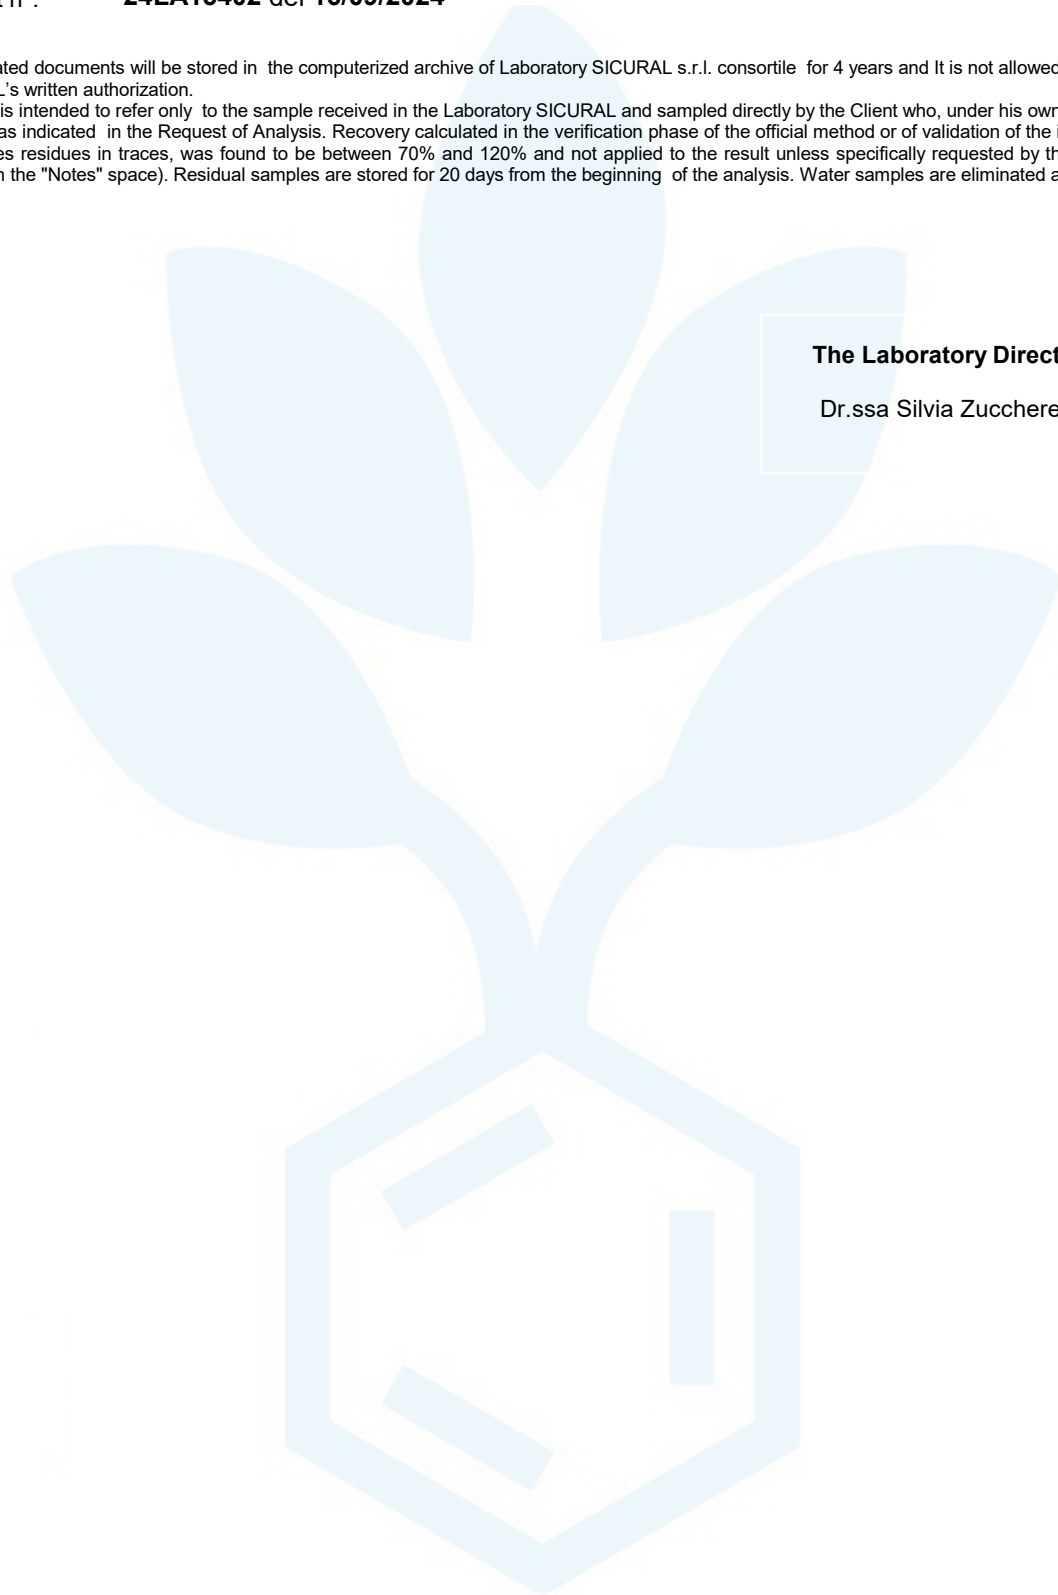 n°: 24LA13402 del 13/09/2024
ated documents will be stored in the computerized archive of Laboratory SICURAL s.r.l. consortile for 4 years and It is not allowed
L's written authorization.
is intended to refer only to the sample received in the Laboratory SICURAL and sampled directly by the Client who, under his own
as indicated in the Request of Analysis. Recovery calculated in the verification phase of the official method or of validation of the i
es residues in traces, was found to be between 70% and 120% and not applied to the result unless specifically requested by th
n the "Notes" space). Residual samples are stored for 20 days from the beginning of the analysis. Water samples are eliminated a
The Laboratory Direct
Dr.ssa Silvia Zucchere